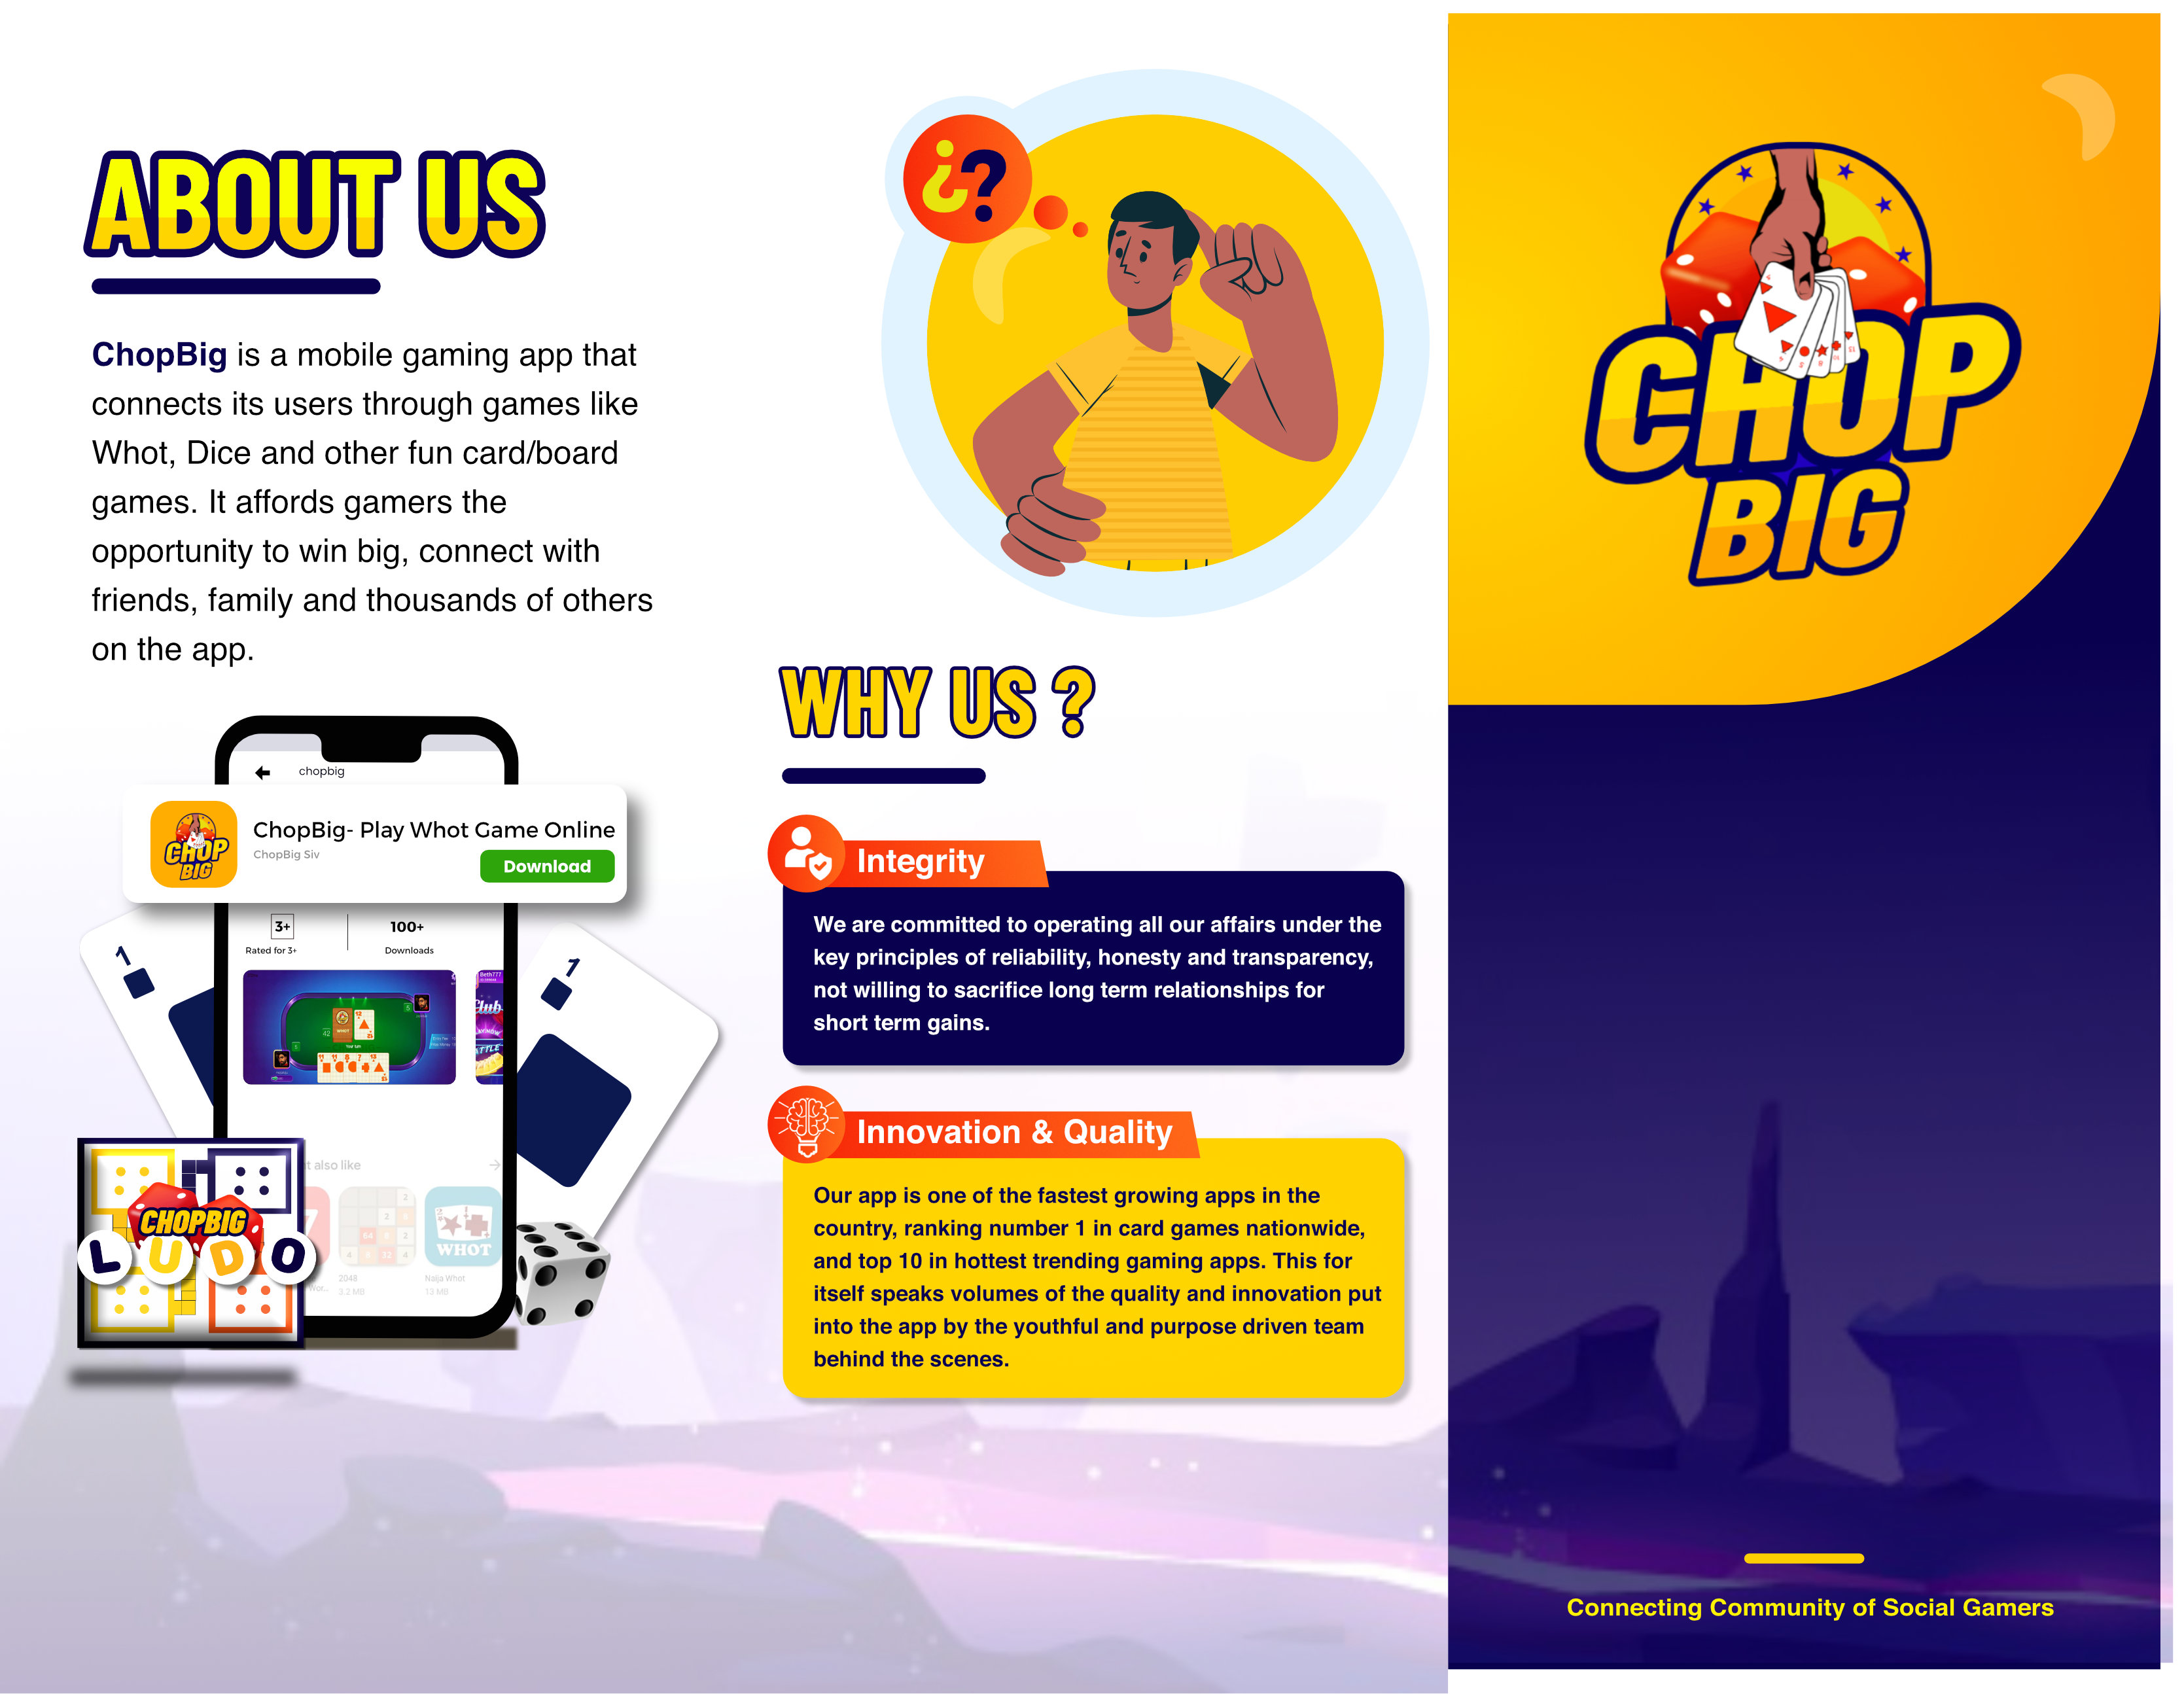 ABOUT US
ChopBig is a mobile gaming app that
connects its users through games like
Whot, Dice and other fun card/board
games. It affords gamers the
opportunity to win big, connect with
friends, family and thousands of others
on the app.
chopbig
ChopBig- Play Whot Game Online
ChopBig Siv
Download
CHOP
BIG
3+
Rated for 3+
100+
Downloads
1
1
WHOT
Beth777
Club
t also like
CHOPBIG
LUDO
2048
3.2 MB
WHOT
Naija Whot
13 MB
¿?
WHY US ?
Integrity
We are committed to operating all our affairs under the
key principles of reliability, honesty and transparency,
not willing to sacrifice long term relationships for
short term gains.
Innovation & Quality
Our app is one of the fastest growing apps in the
country, ranking number 1 in card games nationwide,
and top 10 in hottest trending gaming apps. This for
itself speaks volumes of the quality and innovation put
into the app by the youthful and purpose driven team
behind the scenes.
CHOP
BIG
Connecting Community of Social Gamers